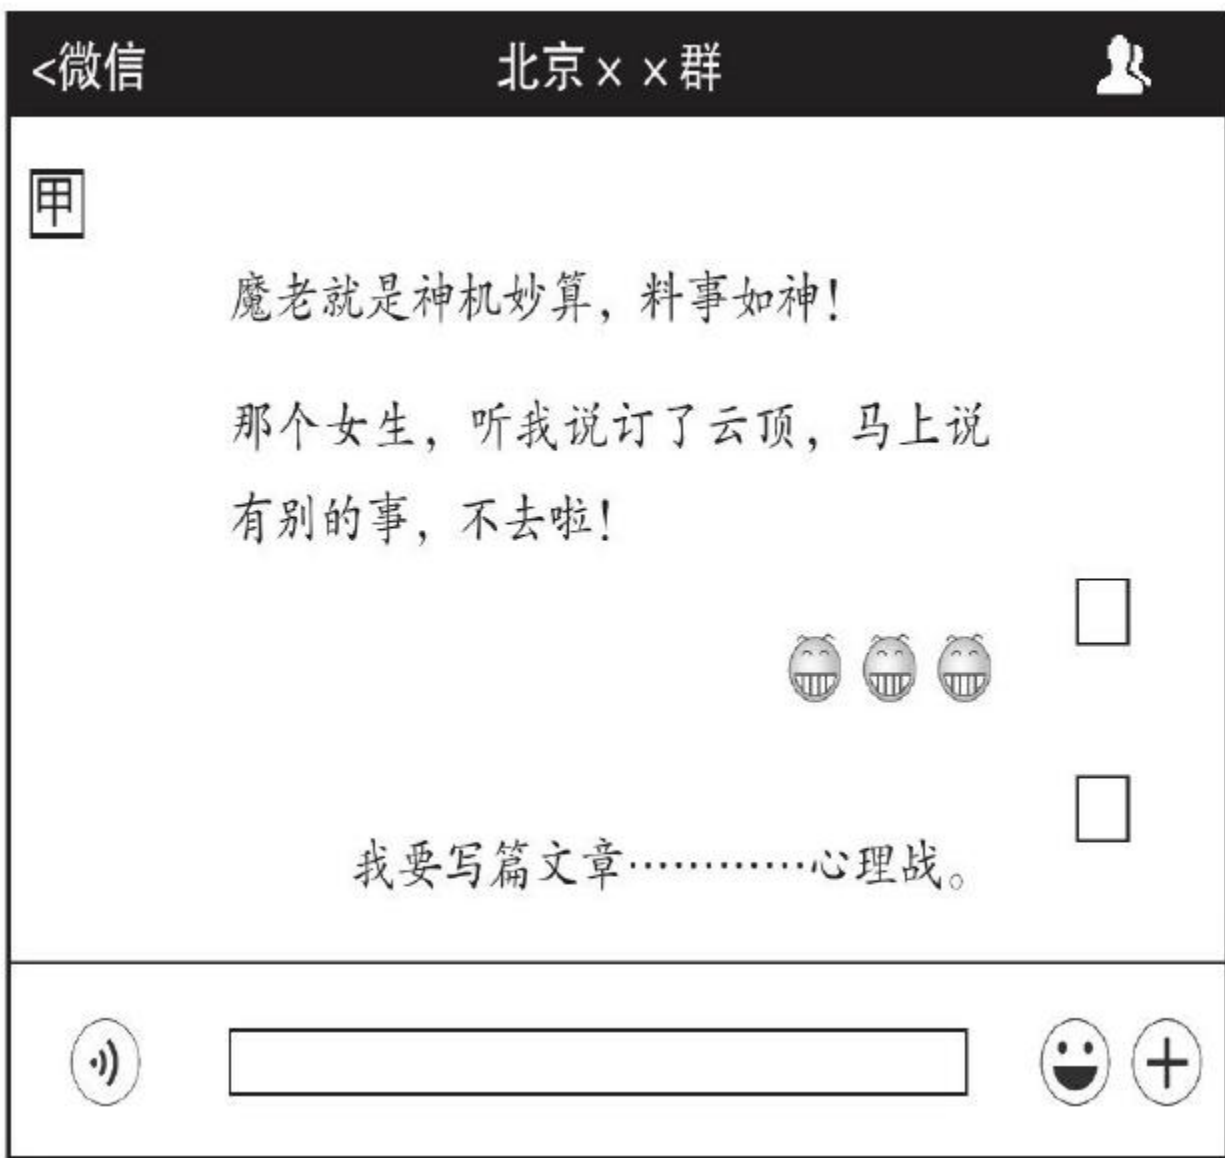 <微信
北京××群
甲
魔老就是神机妙算，料事如神！
那个女生，听我说订了云顶，马上说
有别的事，不去啦！
我要写篇文章…………心理战。